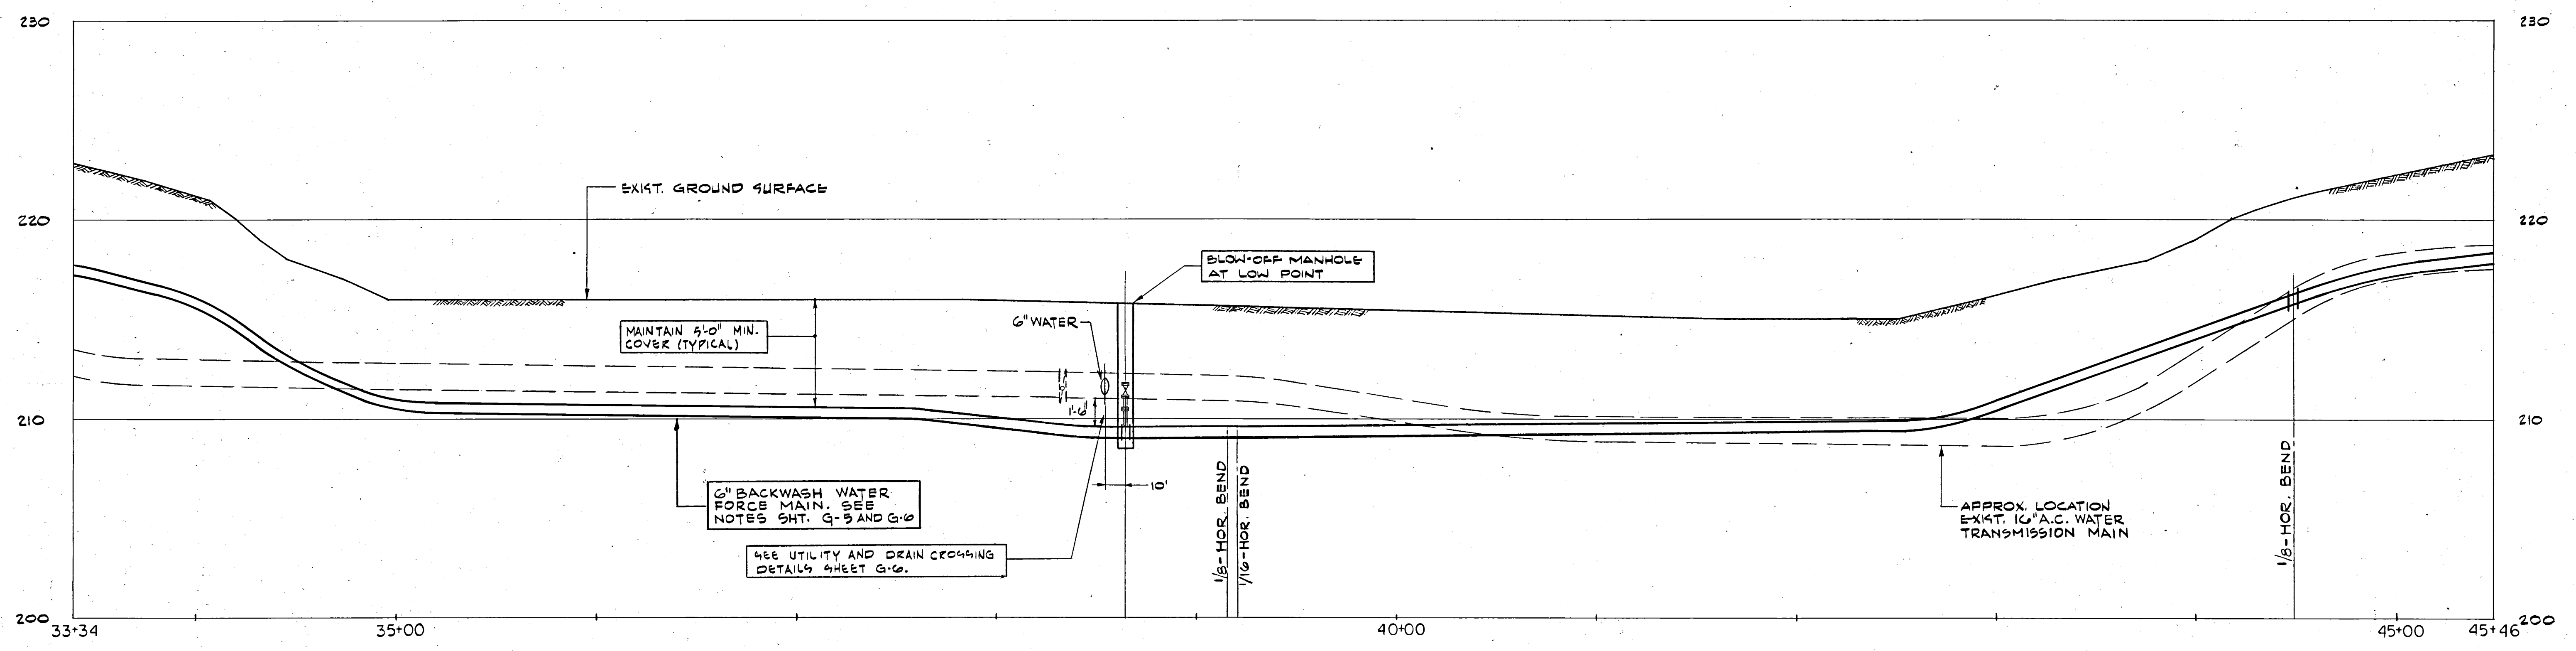 230
230
EXIST. GROUND SURFACE
220
220
BLOW-OFF MANHOLE
AT LOW POINT
6" WATER
MAINTAIN 5'-0" MIN.
COVER (TYPICAL)
1'-6"
210
210
10'
6" BACKWASH WATER
FORCE MAIN. SEE
NOTES SHT. G-5 AND G-6
SEE UTILITY AND DRAIN CROSSING
DETAILS SHEET G-6.
1/8-HOR. BEND
1/16-HOR. BEND
APPROX. LOCATION
EXIST. 16" A.C. WATER
TRANSMISSION MAIN
1/8-HOR. BEND
200
200
33+34
35+00
40+00
45+00
45+46